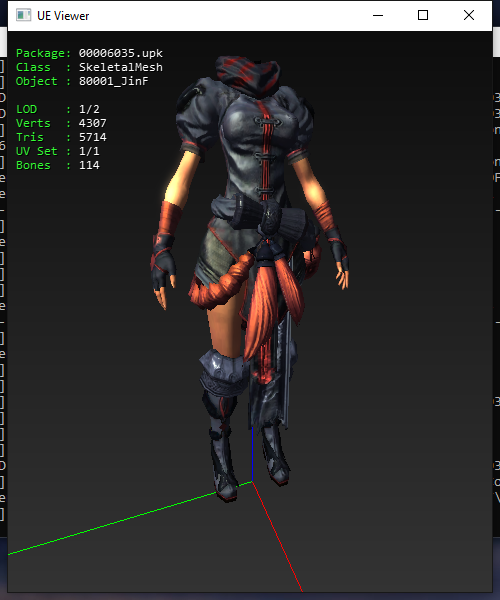 UE Viewer
Package: 00006035.upk
Class : SkeletalMesh
Object : 80001_JinF
LOD : 1/2
Verts : 4307
Tris : 5714
UV Set : 1/1
Bones : 114